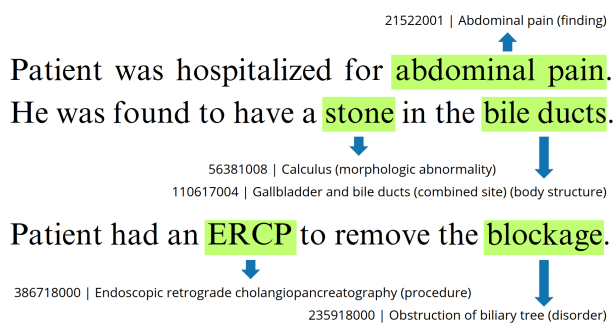 21522001 | Abdominal pain (finding)
Patient was hospitalized for abdominal pain.
He was found to have a stone in the bile ducts.
56381008 | Calculus (morphologic abnormality)
110617004 | Gallbladder and bile ducts (combined site) (body structure)
Patient had an ERCP to remove the blockage.
386718000 | Endoscopic retrograde cholangiopancreatography (procedure)
235918000 | Obstruction of biliary tree (disorder)